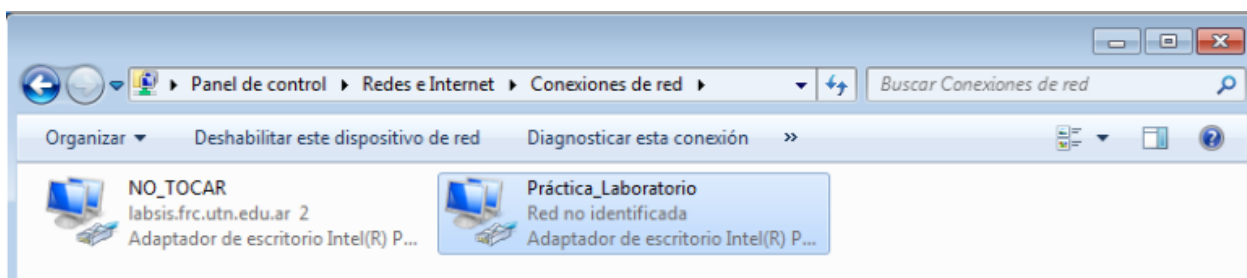 Panel de control Redes e Internet Conexiones de red Buscar Conexiones de red
Organizar Deshabilitar este dispositivo de red Diagnosticar esta conexión »
NO_TOCAR
labsis.frc.utn.edu.ar 2
Adaptador de escritorio Intel(R) P...
Práctica_Laboratorio
Red no identificada
Adaptador de escritorio Intel(R) P...